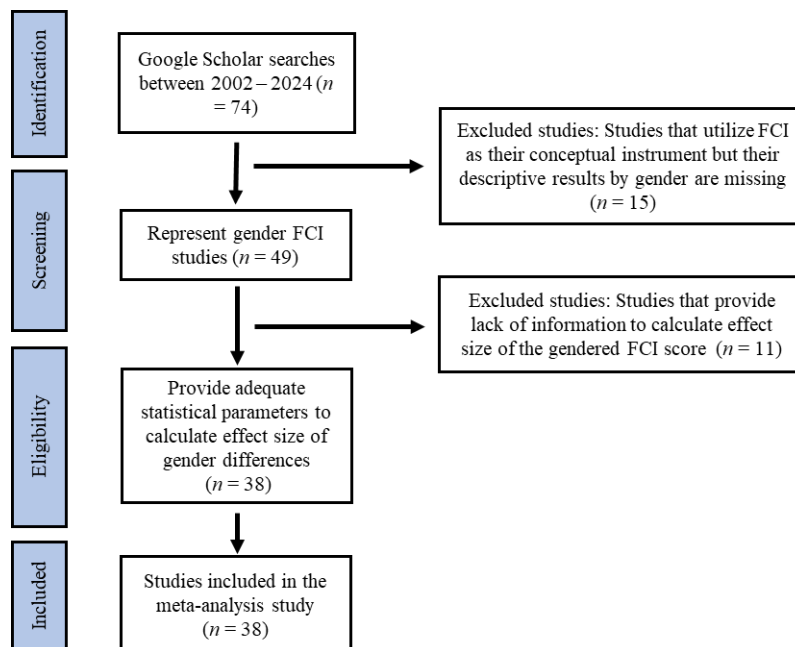 Identification
Google Scholar searches
between 2002 – 2024 (n
= 74)
Excluded studies: Studies that utilize FCI
as their conceptual instrument but their
descriptive results by gender are missing
(n = 15)
Screening
Represent gender FCI
studies (n = 49)
Excluded studies: Studies that provide
lack of information to calculate effect
size of the gendered FCI score (n = 11)
Eligibility
Provide adequate
statistical parameters to
calculate effect size of
gender differences
(n = 38)
Included
Studies included in the
meta-analysis study
(n = 38)